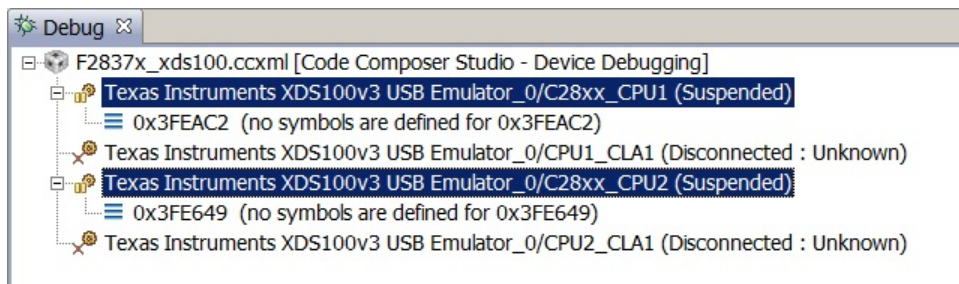 Debug
F2837x_xds100.ccxml [Code Composer Studio - Device Debugging]
Texas Instruments XDS100v3 USB Emulator_0/C28xx_CPU1 (Suspended)
0x3FEAC2 (no symbols are defined for 0x3FEAC2)
Texas Instruments XDS100v3 USB Emulator_0/CPU1_CLA1 (Disconnected : Unknown)
Texas Instruments XDS100v3 USB Emulator_0/C28xx_CPU2 (Suspended)
0x3FE649 (no symbols are defined for 0x3FE649)
Texas Instruments XDS100v3 USB Emulator_0/CPU2_CLA1 (Disconnected : Unknown)